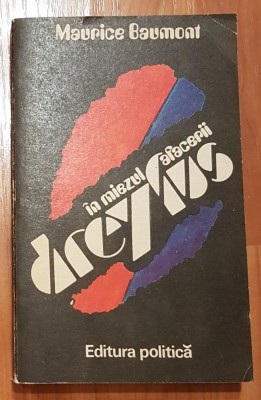 Maurice Baumont
în miezul
afacerii
dreyfus
Editura politică